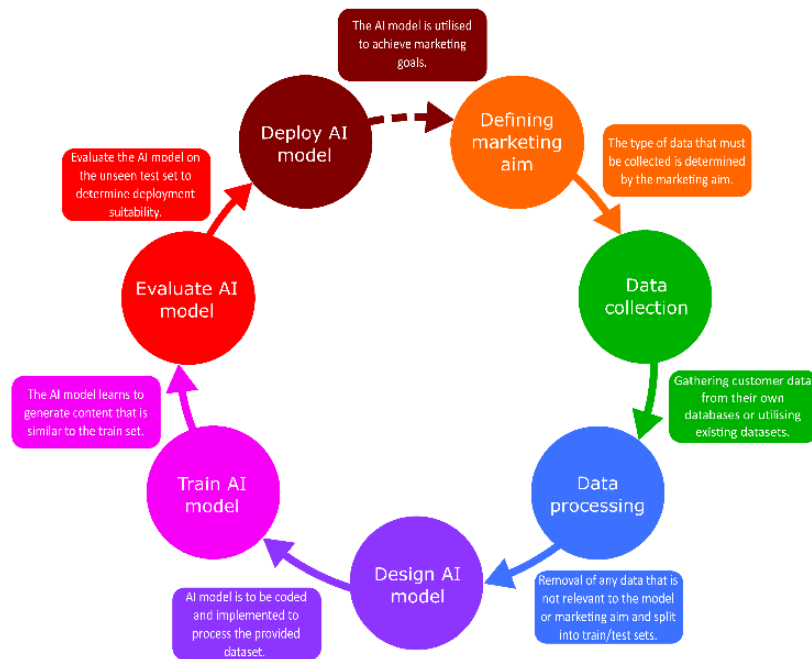 The AI model is utilised
to achieve marketing
goals.
Deploy AI
model
Defining
marketing
aim
Evaluate the AI model on
the unseen test set to
determine deployment
suitability.
The type of data that must
be collected is determined
by the marketing aim.
Evaluate AI
model
Data
collection
The AI model learns to
generate content that is
similar to the train set.
Gathering customer data
from their own
databases or utilising
existing datasets.
Train AI
model
Data
processing
Design AI
model
AI model is to be coded
and implemented to
process the provided
dataset.
Removal of any data that is
not relevant to the model
or marketing aim and split
into train/test sets.